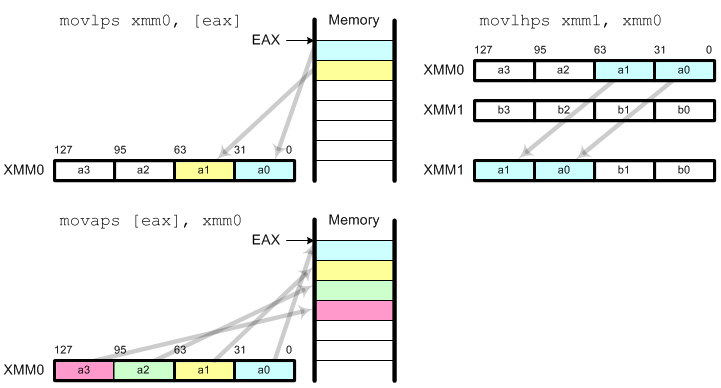 movlps xmm0, [eax]
Memory
EAX
127 95 63 31 0
XMM0 a3 a2 a1 a0
movlhps xmm1, xmm0
127 95 63 31 0
XMM0 a3 a2 a1 a0
XMM1 b3 b2 b1 b0
XMM1 a1 a0 b1 b0
movaps [eax], xmm0
Memory
EAX
127 95 63 31 0
XMM0 a3 a2 a1 a0